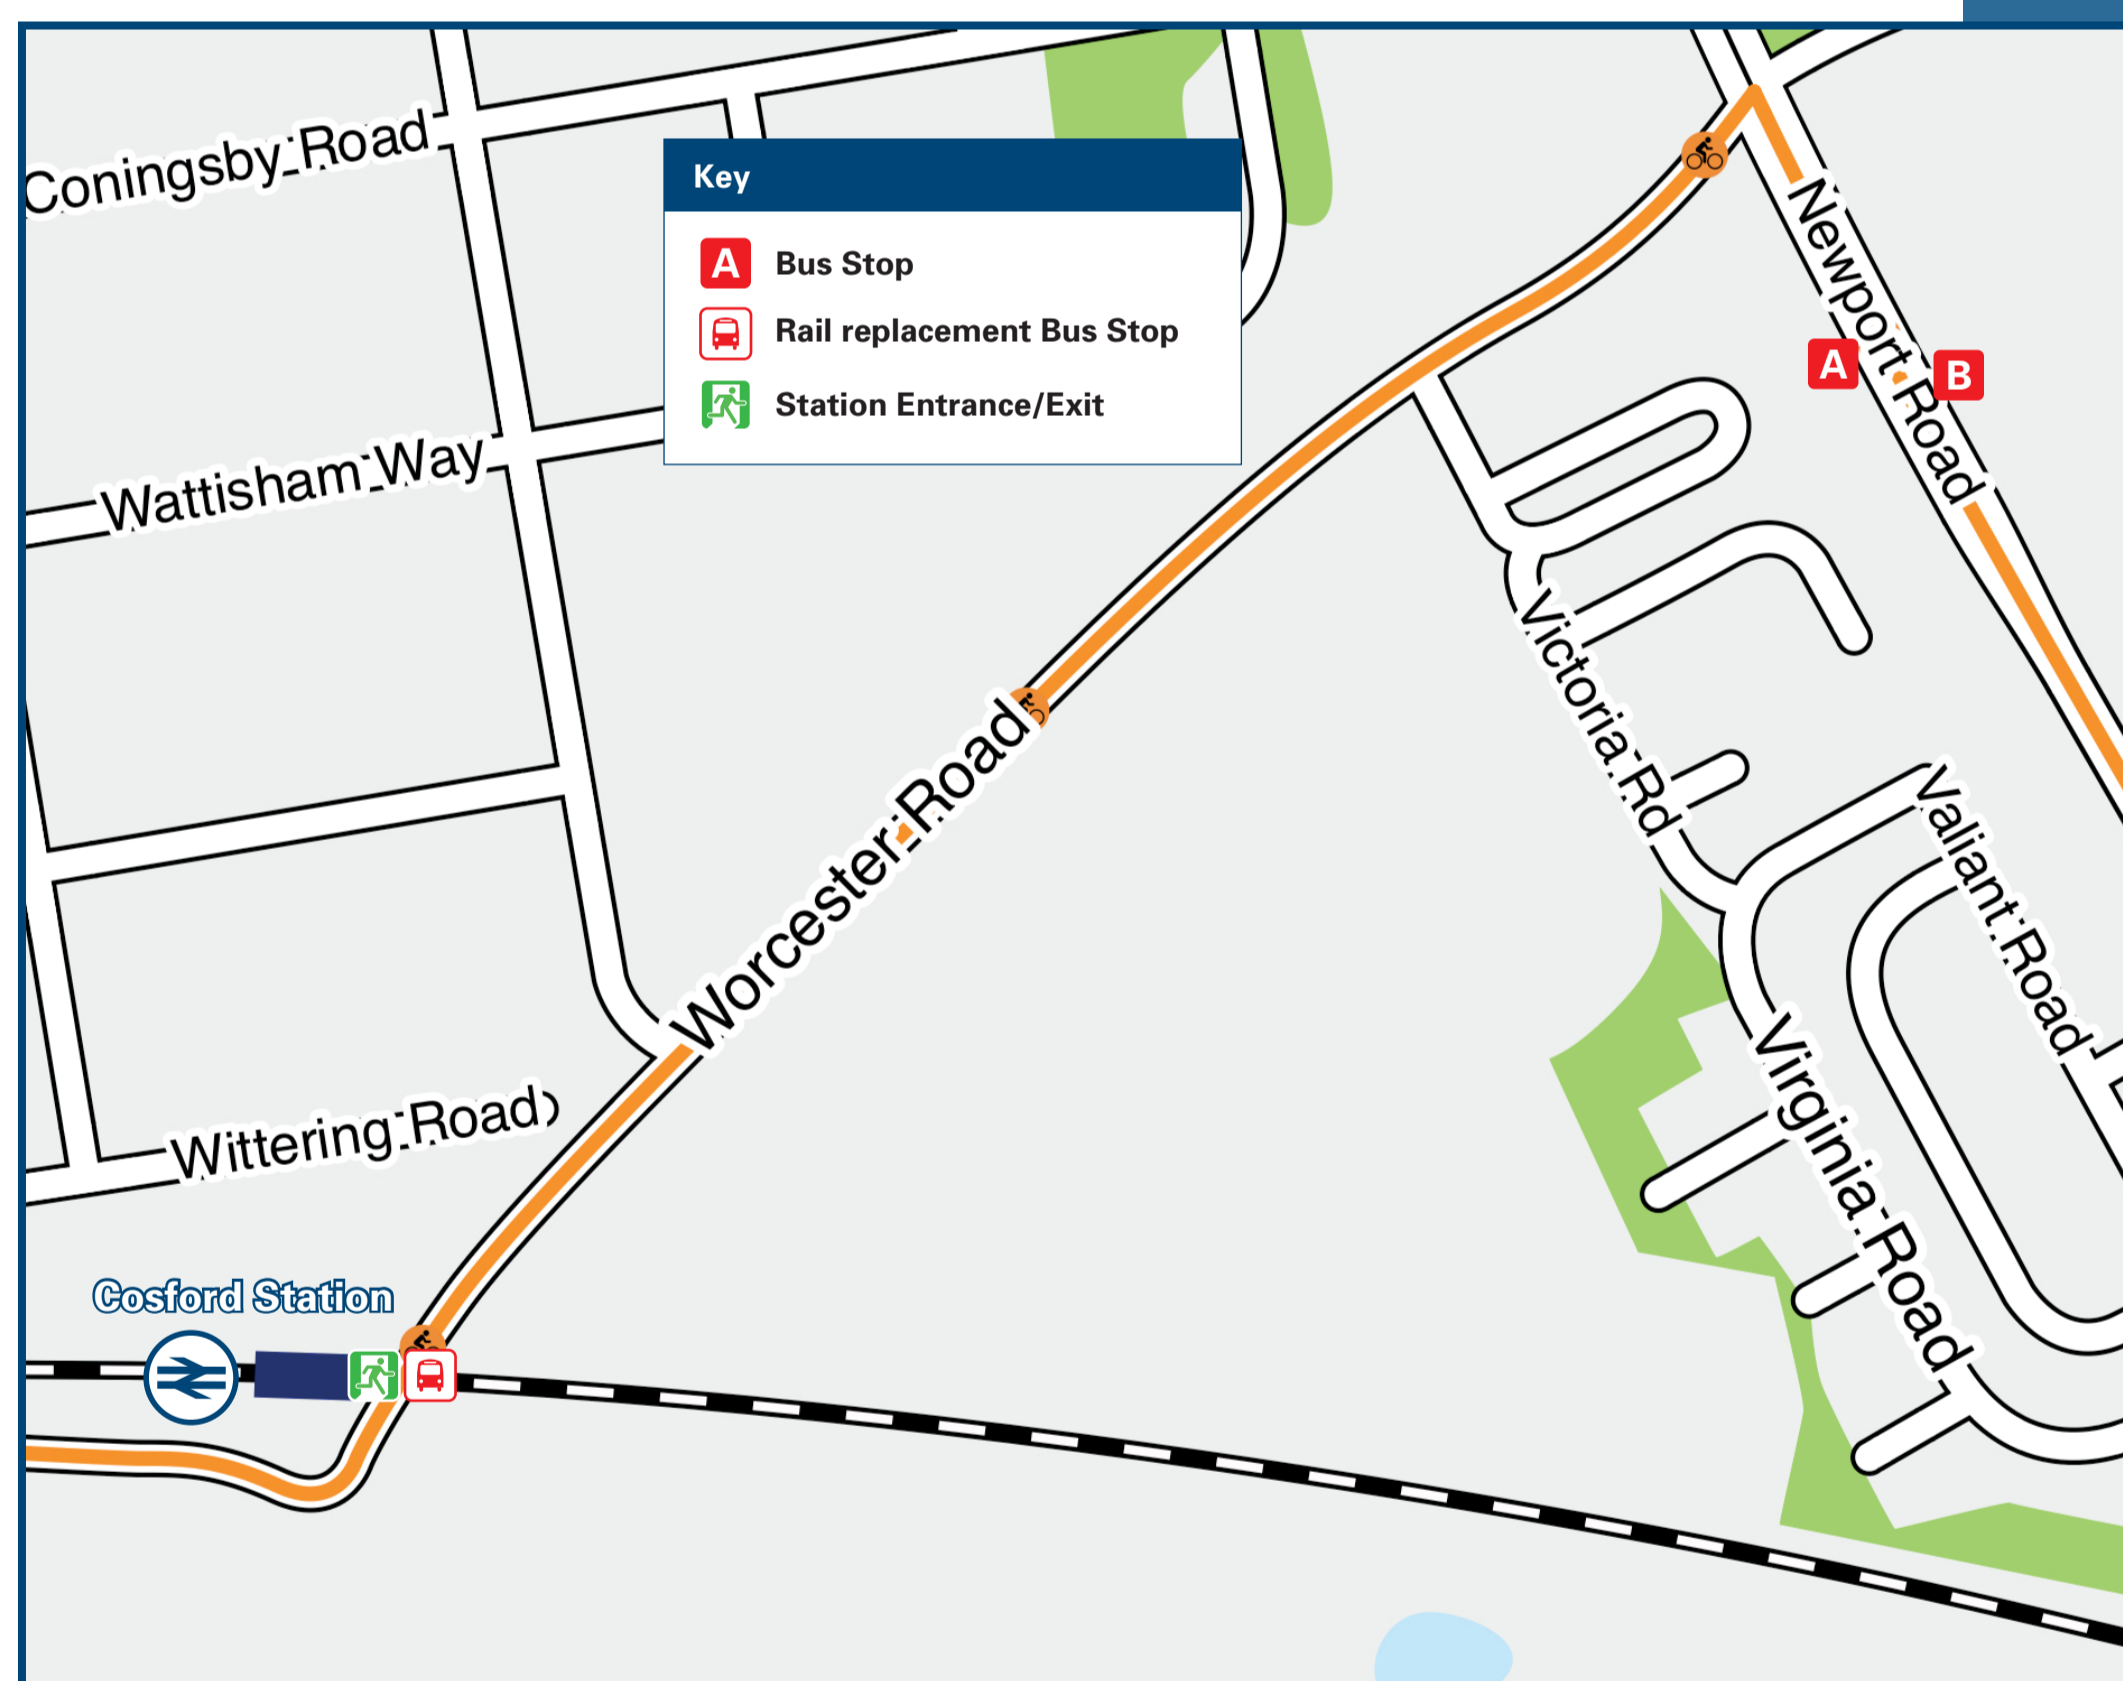 Coningsby Road
Key
A Bus Stop
Rail replacement Bus Stop
Station Entrance/Exit
Newport Road
A
B
Wattisham Way
Victoria Rd
Worcester Road
Valiant Road
Virginia Road
Wittering Road
Cosford Station